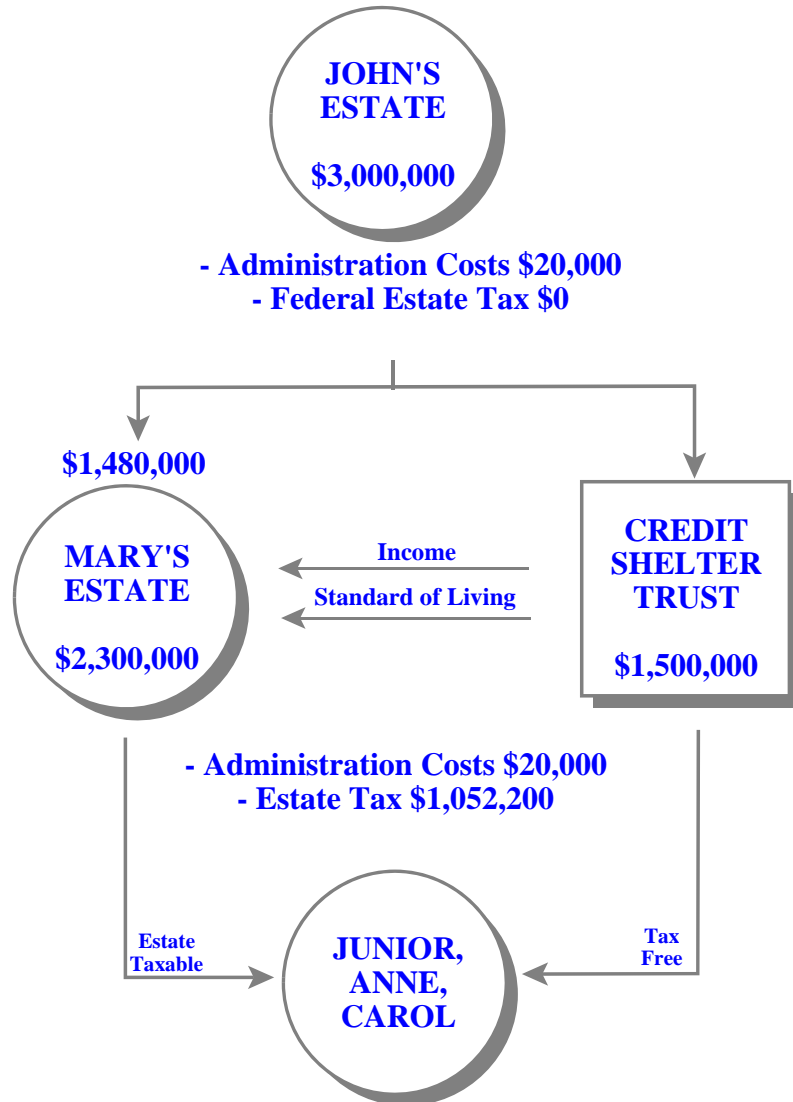 JOHN'S
ESTATE
$3,000,000
- Administration Costs $20,000
- Federal Estate Tax $0
$1,480,000
MARY'S
ESTATE
$2,300,000
Income
Standard of Living
CREDIT
SHELTER
TRUST
$1,500,000
- Administration Costs $20,000
- Estate Tax $1,052,200
Estate
Taxable
JUNIOR,
ANNE,
CAROL
Tax
Free